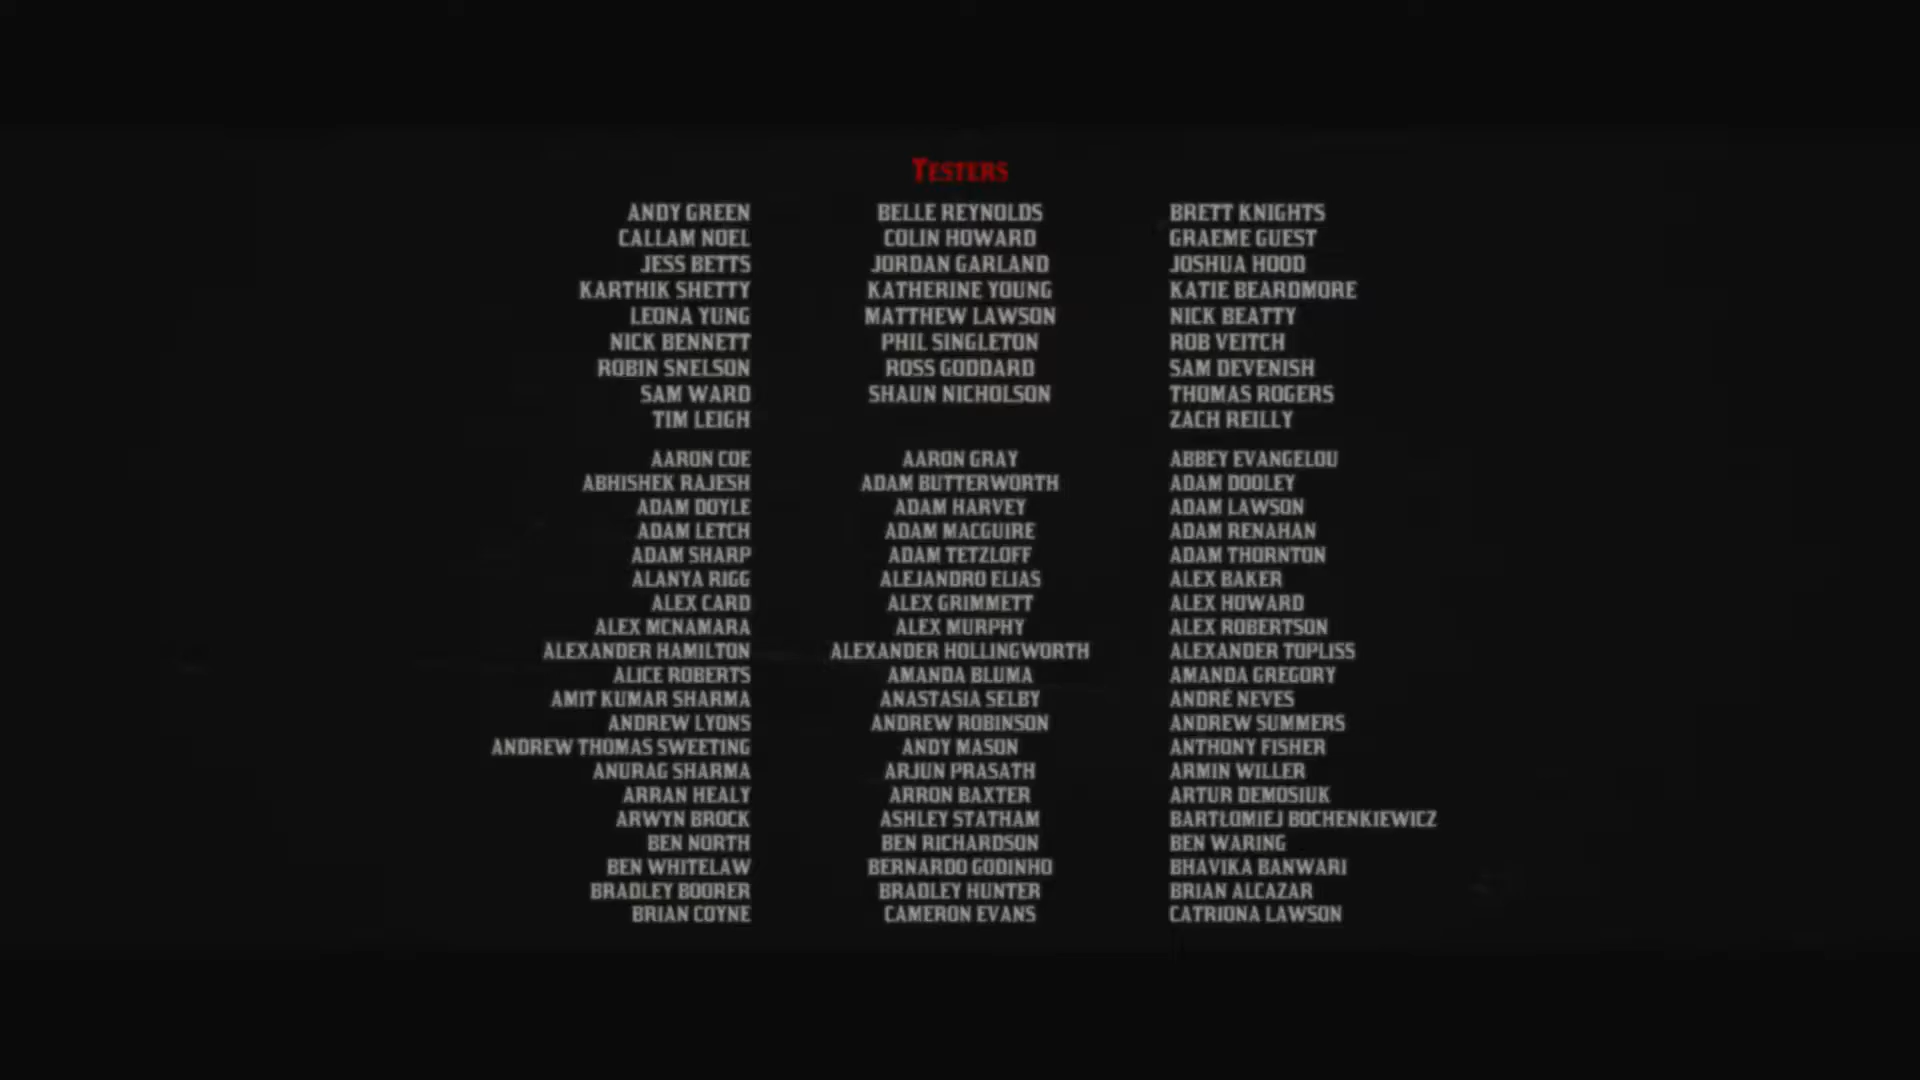 TESTERS
ANDY GREEN BELLE REYNOLDS BRETT KNIGHTS
CALLAM NOEL COLIN HOWARD GRAEME GUEST
JESS BETTS JORDAN GARLAND JOSHUA HOOD
KARTHIK SHETTY KATHERINE YOUNG KATIE BEARDMORE
LEONA YUNG MATTHEW LAWSON NICK BEATTY
NICK BENNETT PHIL SINGLETON ROB VEITCH
ROBIN SNELSON ROSS GODDARD SAM DEVENISH
SAM WARD SHAUN NICHOLSON THOMAS ROGERS
TIM LEIGH ZACH REILLY
AARON COE AARON GRAY ABBEY EVANGELOU
ABHISHEK RAJESH ADAM BUTTERWORTH ADAM DOOLEY
ADAM DOYLE ADAM HARVEY ADAM LAWSON
ADAM LETCH ADAM MACGUIRE ADAM RENAHAN
ADAM SHARP ADAM TETZLOFF ADAM THORNTON
ALANYA RIGG ALEJANDRO ELIAS ALEX BAKER
ALEX CARD ALEX GRIMMETT ALEX HOWARD
ALEX MCNAMARA ALEX MURPHY ALEX ROBERTSON
ALEXANDER HAMILTON ALEXANDER HOLLINGWORTH ALEXANDER TOPLISS
ALICE ROBERTS AMANDA BLUMA AMANDA GREGORY
AMIT KUMAR SHARMA ANASTASIA SELBY ANDRÉ NEVES
ANDREW LYONS ANDREW ROBINSON ANDREW SUMMERS
ANDREW THOMAS SWEETING ANDY MASON ANTHONY FISHER
ANURAG SHARMA ARJUN PRASATH ARMIN WILLER
ARRAN HEALY ARRON BAXTER ARTUR DEMOSIUK
ARWYN BROCK ASHLEY STATHAM BARTŁOMIEJ BOCHENKIEWICZ
BEN NORTH BEN RICHARDSON BEN WARING
BEN WHITELAW BERNARDO GODINHO BHAVIKA BANWARI
BRADLEY BOORER BRADLEY HUNTER BRIAN ALCAZAR
BRIAN COYNE CAMERON EVANS CATRIONA LAWSON